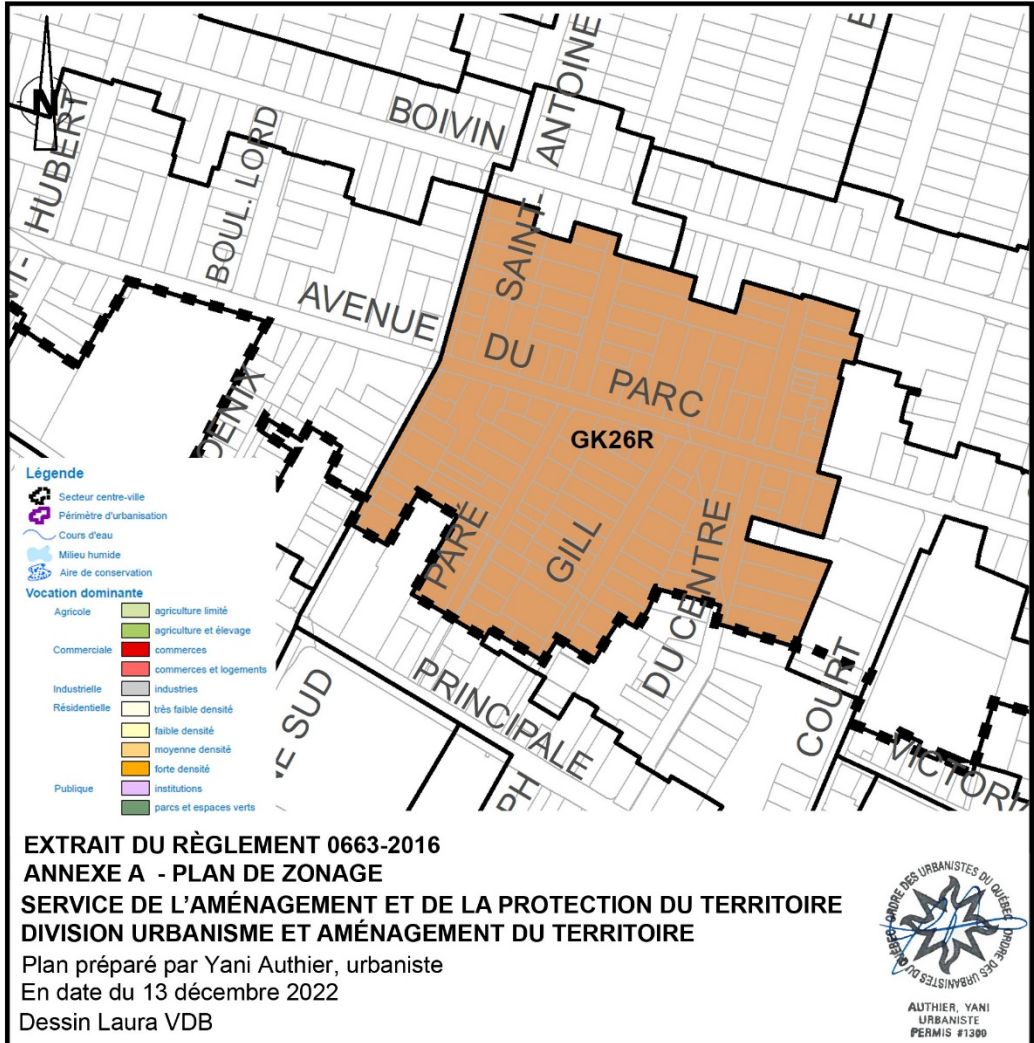 N
BOIVIN
SAINT-ANTOINE
HUBERT
BOUL. LORD
AVENUE
DU
PARC
GK26R
PARÉ
GILL
DU CENTRE
COURT
PRINCIPALE
Légende
Secteur centre-ville
Périmètre d'urbanisation
Cours d'eau
Milieu humide
Aire de conservation
Vocation dominante
Agricole
agriculture limité
agriculture et élevage
Commerciale
commerces
commerces et logements
Industrielle
industries
Résidentielle
très faible densité
faible densité
moyenne densité
forte densité
Publique
institutions
parcs et espaces verts
EXTRAIT DU RÈGLEMENT 0663-2016
ANNEXE A - PLAN DE ZONAGE
SERVICE DE L'AMÉNAGEMENT ET DE LA PROTECTION DU TERRITOIRE
DIVISION URBANISME ET AMÉNAGEMENT DU TERRITOIRE
Plan préparé par Yani Authier, urbaniste
En date du 13 décembre 2022
Dessin Laura VDB
ORDRE DES URBANISTES DU QUÉBEC
ORDRE DES URBANISTES DU QUÉBEC
AUTHIER, YANI
URBANISTE
PERMIS #1300